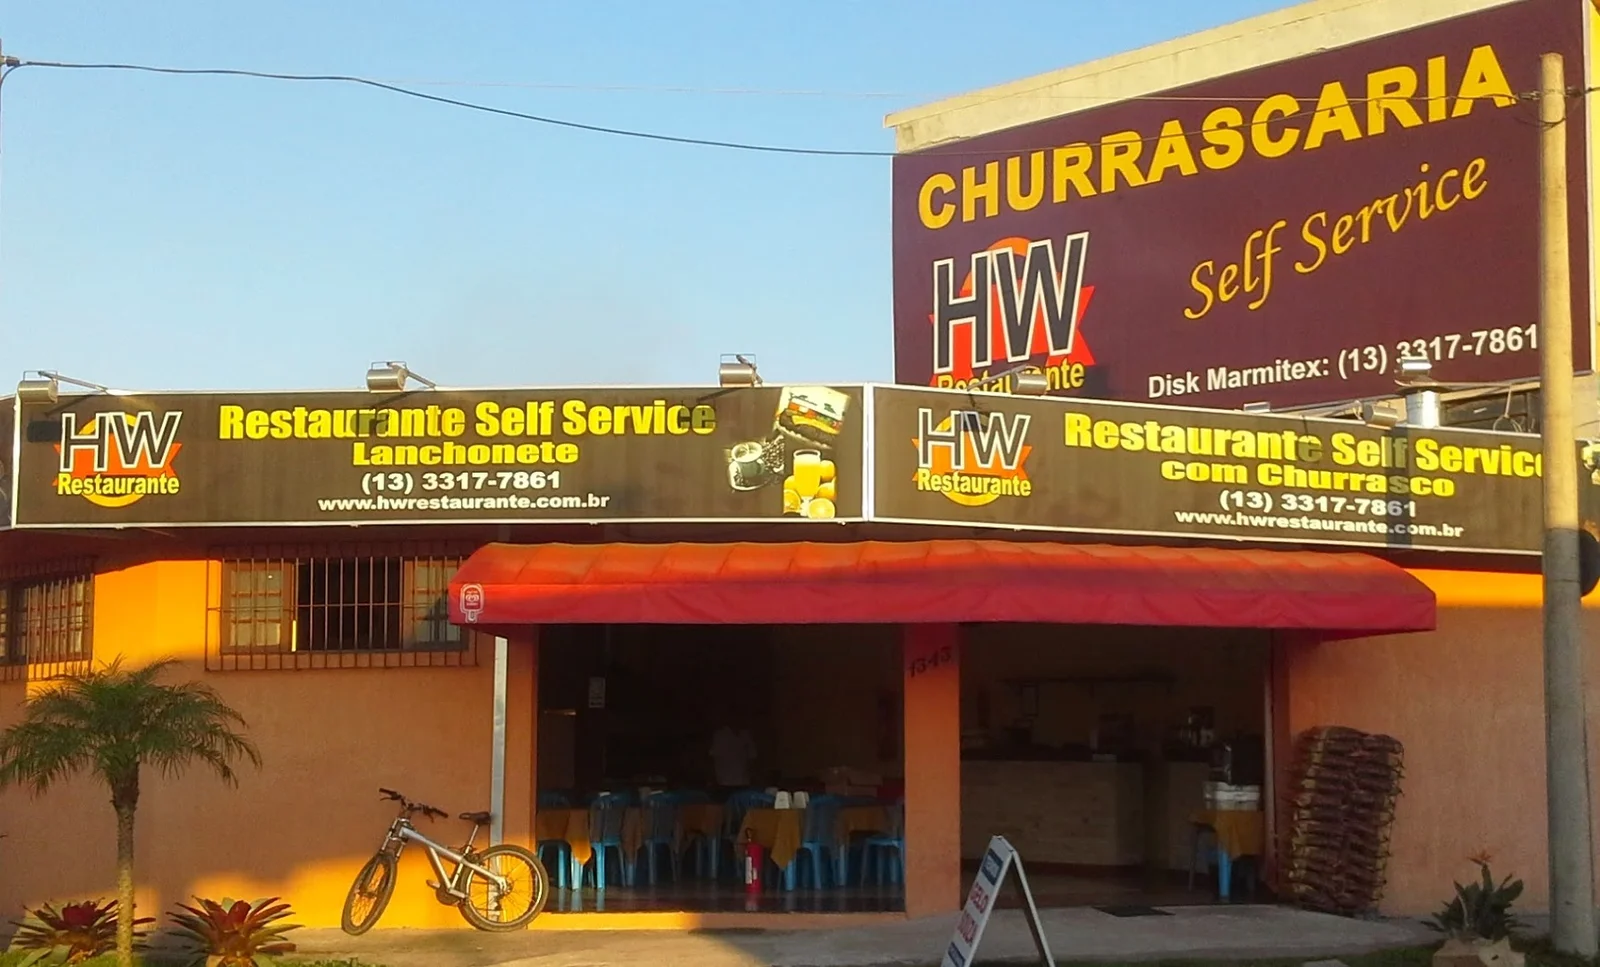 CHURRASCARIA
Self Service
HW
Restaurante
Disk Marmitex: (13) 3317-7861
HW
Restaurante
Restaurante Self Service
Lanchonete
(13) 3317-7861
www.hwrestaurante.com.br
HW
Restaurante
Restaurante Self Service
com Churrasco
(13) 3317-7861
www.hwrestaurante.com.br
1343
GELO